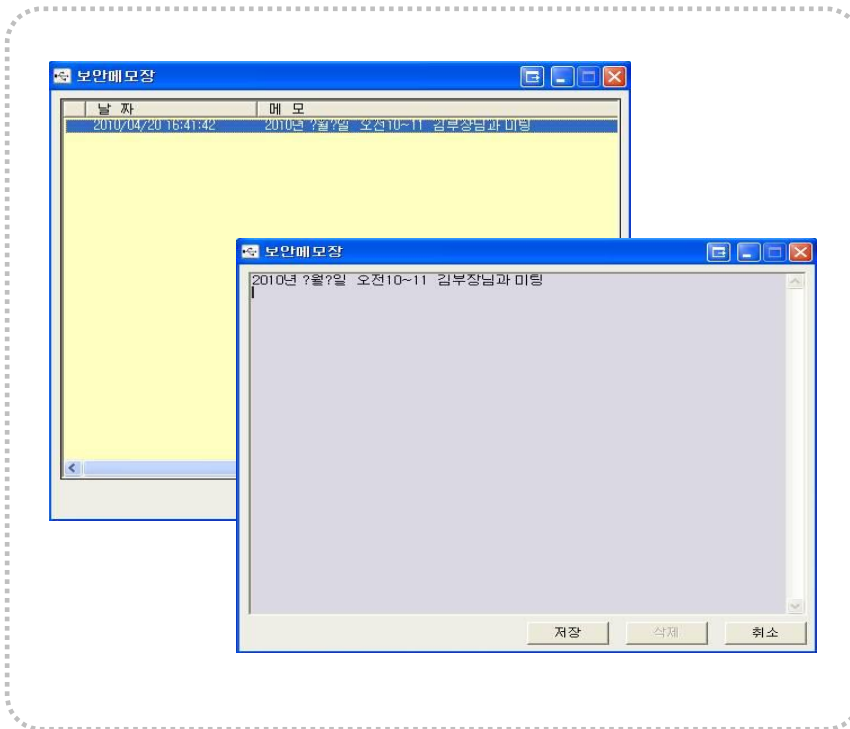 보안메모장
날 짜 메 모
2010/04/20 16:41:42 2010년 ?월?일 오전10~11 김부장님과 미팅
보안메모장
2010년 ?월?일 오전10~11 김부장님과 미팅
저장 삭제 취소